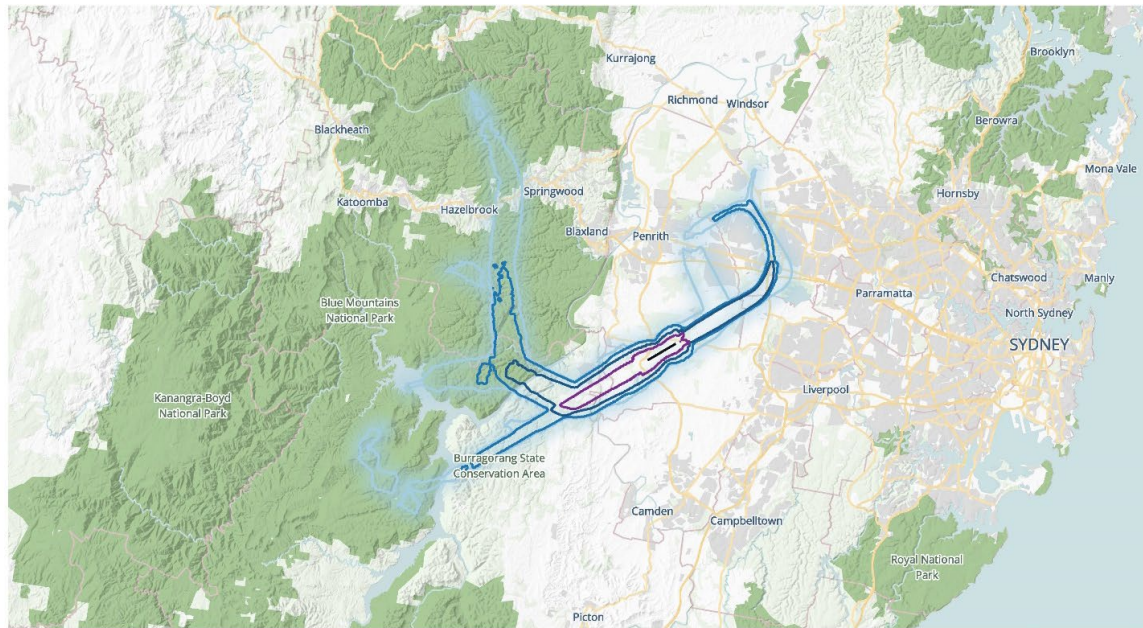 Brooklyn
Kurrajong
Richmond
Windsor
Berowra
Blackheath
Mona Vale
Springwood
Hornsby
Katoomba
Hazelbrook
Blaxland
Penrith
Chatswood
Manly
Parramatta
Blue Mountains
National Park
North Sydney
SYDNEY
Liverpool
Kanangra-Boyd
National Park
Burragorang State
Conservation Area
Camden
Campbelltown
Royal National
Park
Picton